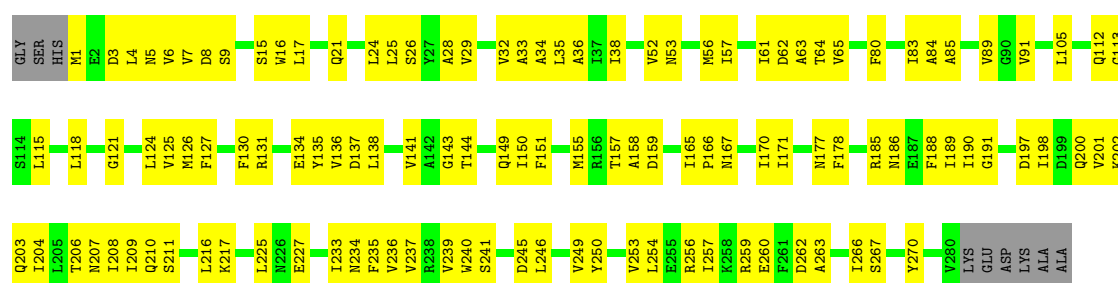 GLY SER HIS M1 E2 D3 L4 N5 V6 V7 D8 S9 S15 W16 L17 Q21 L24 L25 S26 Y27 A28 V29 V32 A33 A34 L35 A36 I37 I38 V52 N53 M56 I57 I61 D62 A63 T64 V65 F80 I83 A84 A85 V89 G90 V91 L105 Q112 G113
S114 L115 L118 G121 L124 V125 M126 F127 F130 R131 E134 Y135 V136 D137 L138 V141 A142 G143 T144 Q149 I150 F151 M155 R156 T157 A158 D159 I165 P166 N167 I170 I171 N177 F178 R185 N186 E187 F188 I189 I190 G191 D197 I198 D199 Q200 V201 K202
Q203 I204 L205 T206 N207 I208 I209 Q210 S211 L216 K217 L225 N226 E227 I233 N234 F235 V236 V237 R238 V239 W240 S241 D245 L246 V249 Y250 V253 L254 E255 R256 I257 K258 R259 E260 F261 D262 A263 I266 S267 Y270 V280 LYS GLU ASP LYS ALA ALA